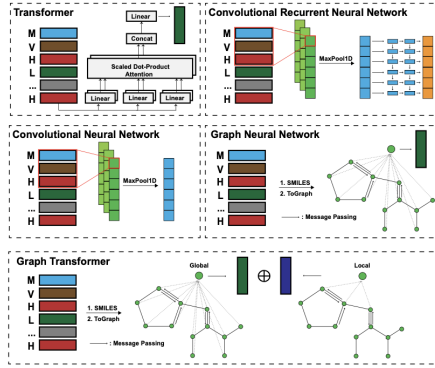 Transformer
M
V
H
L
...
H
Linear
Concat
Scaled Dot-Product
Attention
Linear
Linear
Linear
Convolutional Recurrent Neural Network
M
V
H
L
...
H
MaxPool1D
Convolutional Neural Network
M
V
H
L
...
H
MaxPool1D
Graph Neural Network
M
V
H
L
...
H
1. SMILES
2. ToGraph
: Message Passing
Graph Transformer
M
V
H
L
...
H
1. SMILES
2. ToGraph
: Message Passing
Global
Local